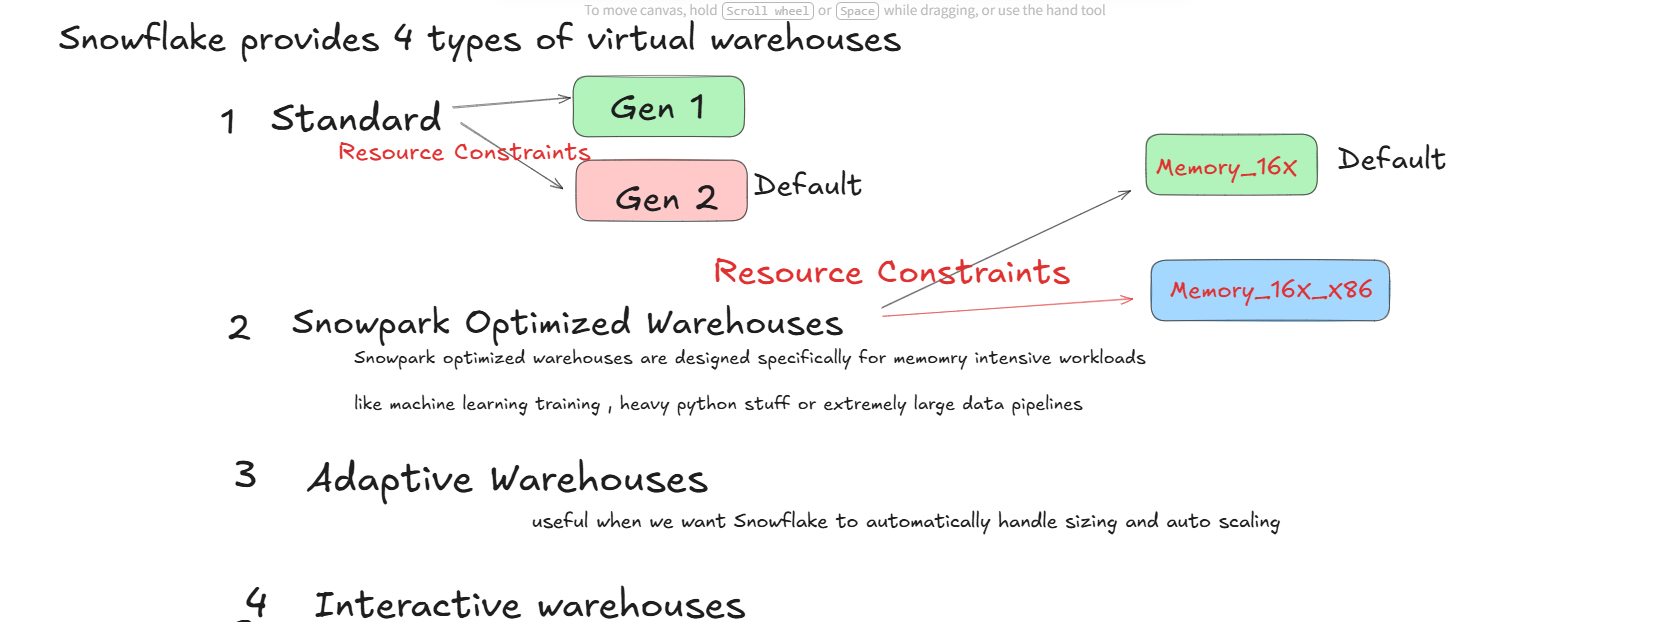 To move canvas, hold Scroll wheel or Space while dragging, or use the hand tool
Snowflake provides 4 types of virtual warehouses
1 Standard
Gen 1
Resource Constraints
Gen 2
Default
Memory_16X
Default
Resource Constraints
Memory_16X_X86
2 Snowpark Optimized Warehouses
Snowpark optimized warehouses are designed specifically for memomry intensive workloads
like machine learning training , heavy python stuff or extremely large data pipelines
3 Adaptive Warehouses
useful when we want Snowflake to automatically handle sizing and auto scaling
4 Interactive warehouses